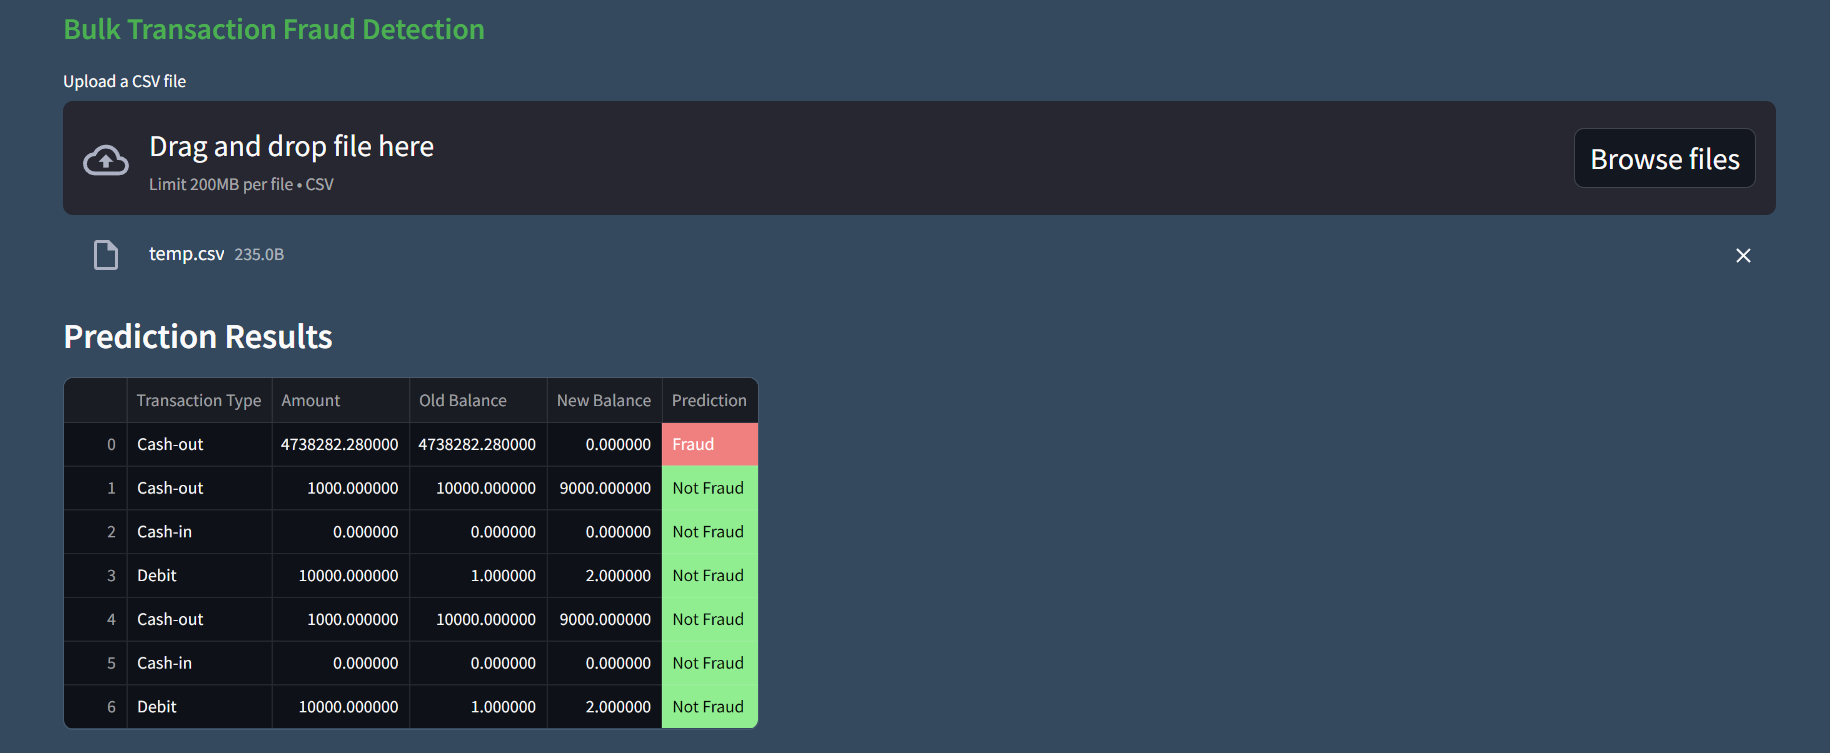 Bulk Transaction Fraud Detection
Upload a CSV file
Drag and drop file here
Limit 200MB per file • CSV
Browse files
temp.csv 235.0B
Prediction Results
Transaction Type Amount Old Balance New Balance Prediction
0 Cash-out 4738282.280000 4738282.280000 0.000000 Fraud
1 Cash-out 1000.000000 10000.000000 9000.000000 Not Fraud
2 Cash-in 0.000000 0.000000 0.000000 Not Fraud
3 Debit 10000.000000 1.000000 2.000000 Not Fraud
4 Cash-out 1000.000000 10000.000000 9000.000000 Not Fraud
5 Cash-in 0.000000 0.000000 0.000000 Not Fraud
6 Debit 10000.000000 1.000000 2.000000 Not Fraud